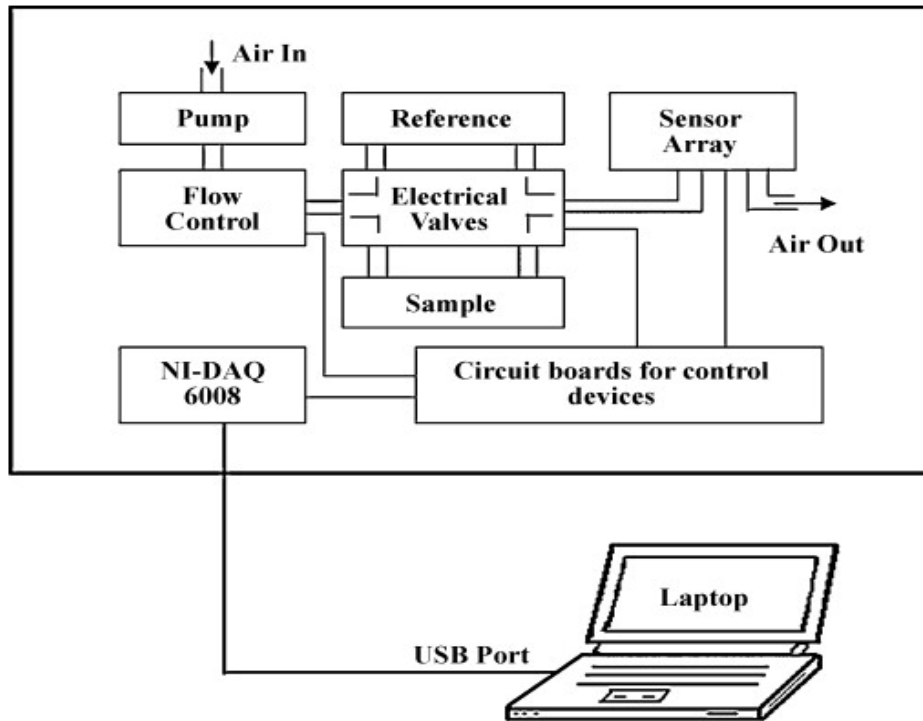 Air In
Pump
Reference
Sensor
Array
Flow
Control
Electrical
Valves
Air Out
Sample
NI-DAQ
6008
Circuit boards for control
devices
Laptop
USB Port